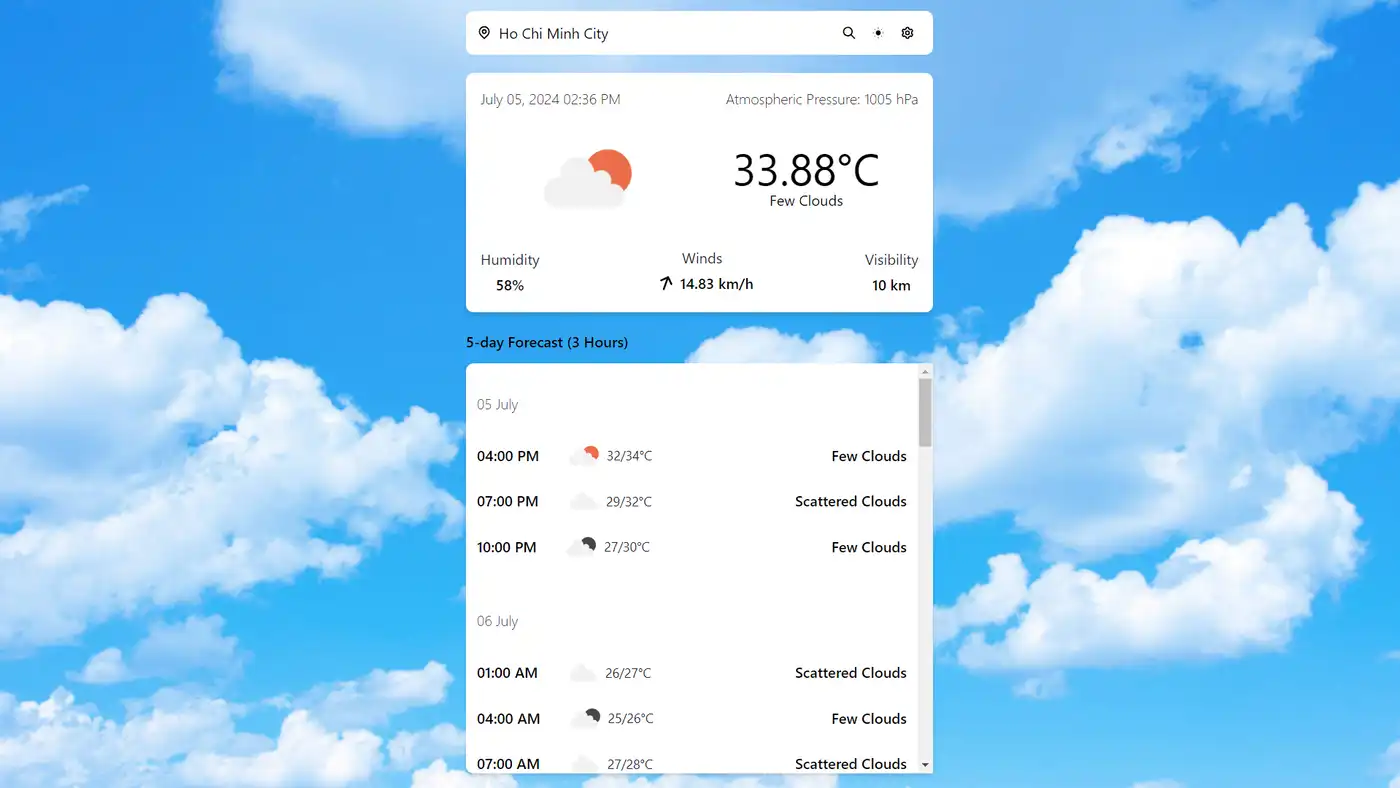 Ho Chi Minh City
July 05, 2024 02:36 PM Atmospheric Pressure: 1005 hPa
33.88°C
Few Clouds
Humidity Winds Visibility
58% 14.83 km/h 10 km
5-day Forecast (3 Hours)
05 July
04:00 PM 32/34°C Few Clouds
07:00 PM 29/32°C Scattered Clouds
10:00 PM 27/30°C Few Clouds
06 July
01:00 AM 26/27°C Scattered Clouds
04:00 AM 25/26°C Few Clouds
07:00 AM 27/28°C Scattered Clouds